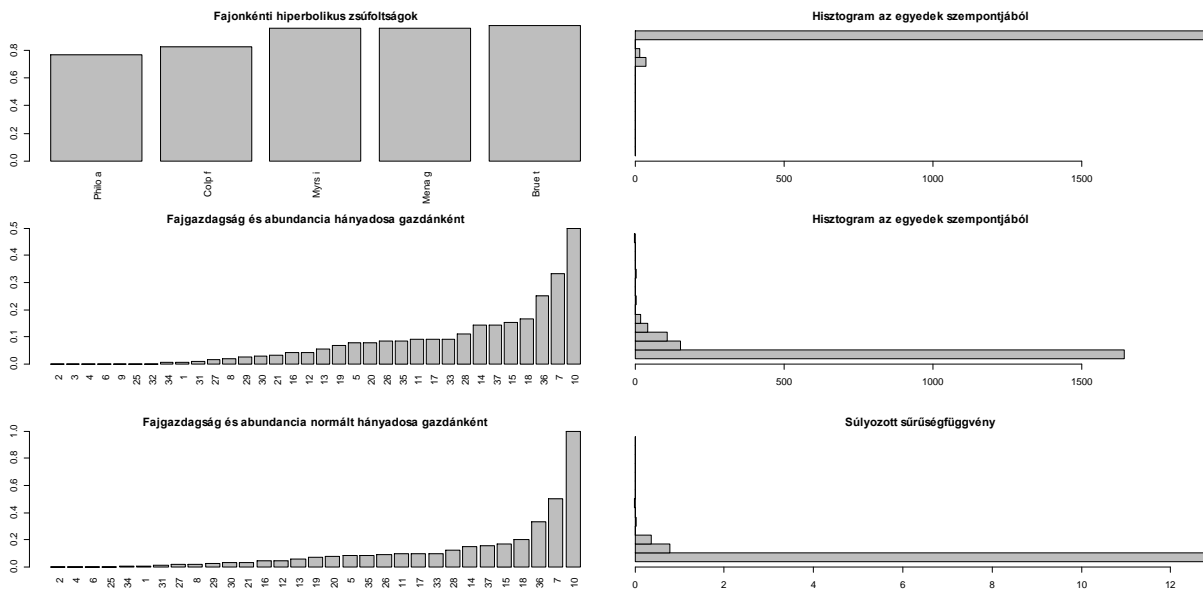 Fajonkénti hiperbolikus zsúfoltságok
0.0 0.2 0.4 0.6 0.8
Philo a Colp f Myrs i Mena g Brue t
Hisztogram az egyedek szempontjából
0 500 1000 1500
Fajgazdagság és abundancia hányadosa gazdánként
0.0 0.1 0.2 0.3 0.4 0.5
2 3 4 6 9 25 32 34 1 31 27 8 29 30 21 16 12 13 19 5 20 26 35 11 17 33 28 14 37 15 18 36 7 10
Hisztogram az egyedek szempontjából
0 500 1000 1500
Fajgazdagság és abundancia normált hányadosa gazdánként
0.0 0.2 0.4 0.6 0.8 1.0
2 4 6 25 34 1 31 27 8 29 30 21 16 12 13 19 20 5 35 26 11 17 33 28 14 37 15 18 36 7 10
Súlyozott sűrűségfüggvény
0 2 4 6 8 10 12